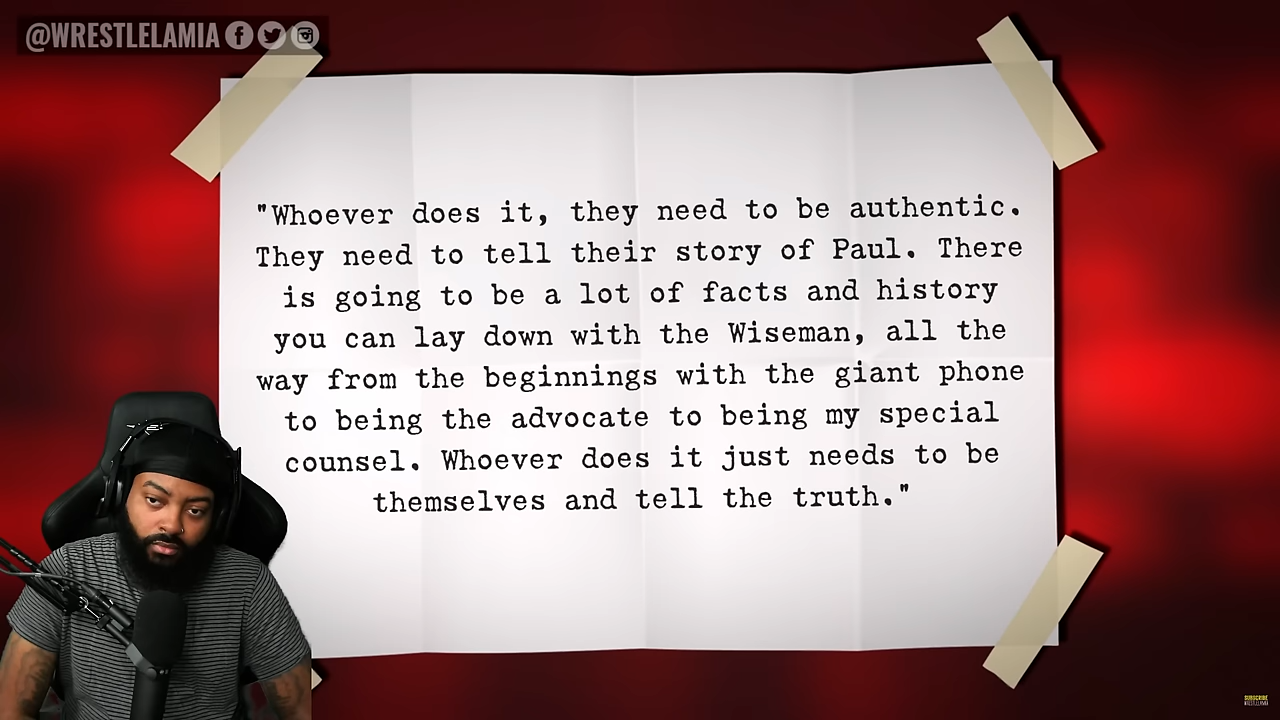 @WRESTLELAMIA
"Whoever does it, they need to be authentic.
They need to tell their story of Paul. There
is going to be a lot of facts and history
you can lay down with the Wiseman, all the
way from the beginnings with the giant phone
to being the advocate to being my special
counsel. Whoever does it just needs to be
themselves and tell the truth."
SUBSCRIBE
WRESTLELAMIA